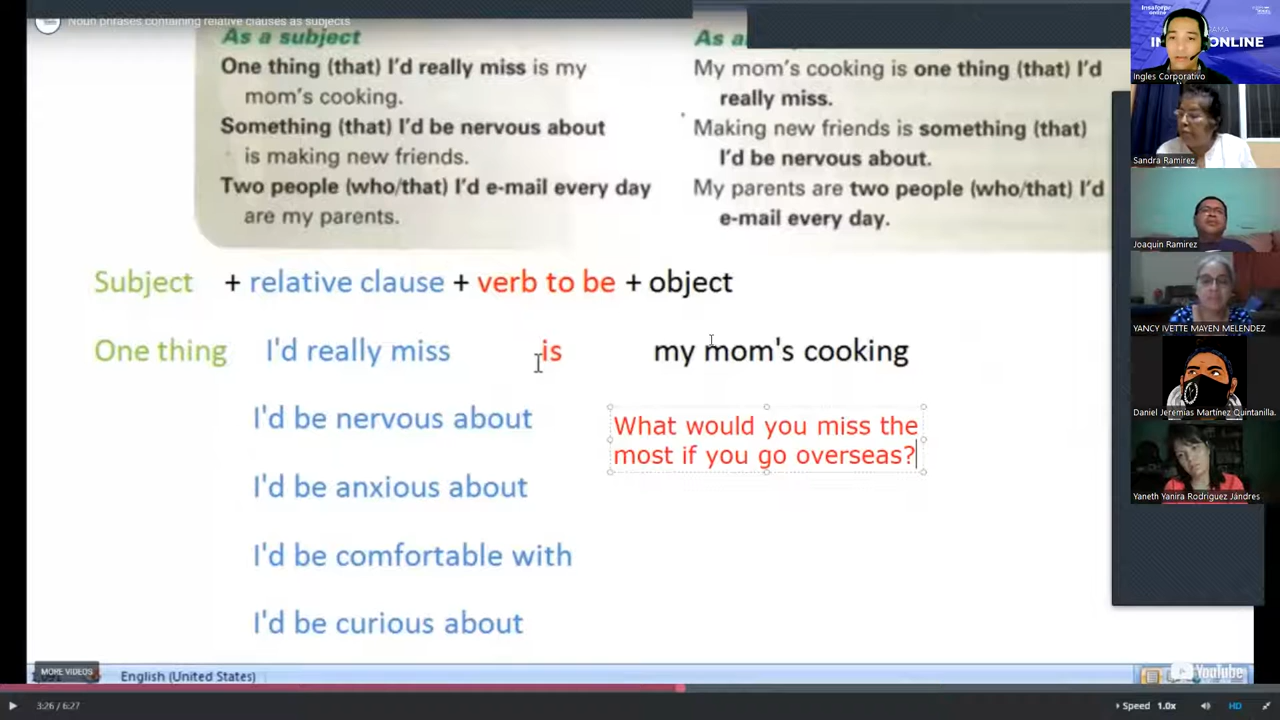 Noun phrases containing relative clauses as subjects
As a subject
One thing (that) I'd really miss is my
mom's cooking.
Something (that) I'd be nervous about
is making new friends.
Two people (who/that) I'd e-mail every day
are my parents.
As a
My mom's cooking is one thing (that) I'd
really miss.
Making new friends is something (that)
I'd be nervous about.
My parents are two people (who/that) I'd
e-mail every day.
Subject + relative clause + verb to be + object
One thing I'd really miss is my mom's cooking
I'd be nervous about
What would you miss the
most if you go overseas?
I'd be anxious about
I'd be comfortable with
I'd be curious about
MORE VIDEOS
English (United States)
YouTube
3:26 / 6:27
Speed 1.0x
HD
Insaforp
online
ONLINE
Ingles Corporativo
Sandra Ramirez
Joaquin Ramirez
YANCY IVETTE MAYEN MELENDEZ
Daniel Jeremias Martínez Quintanilla.
Yaneth Yanira Rodriguez Jándres